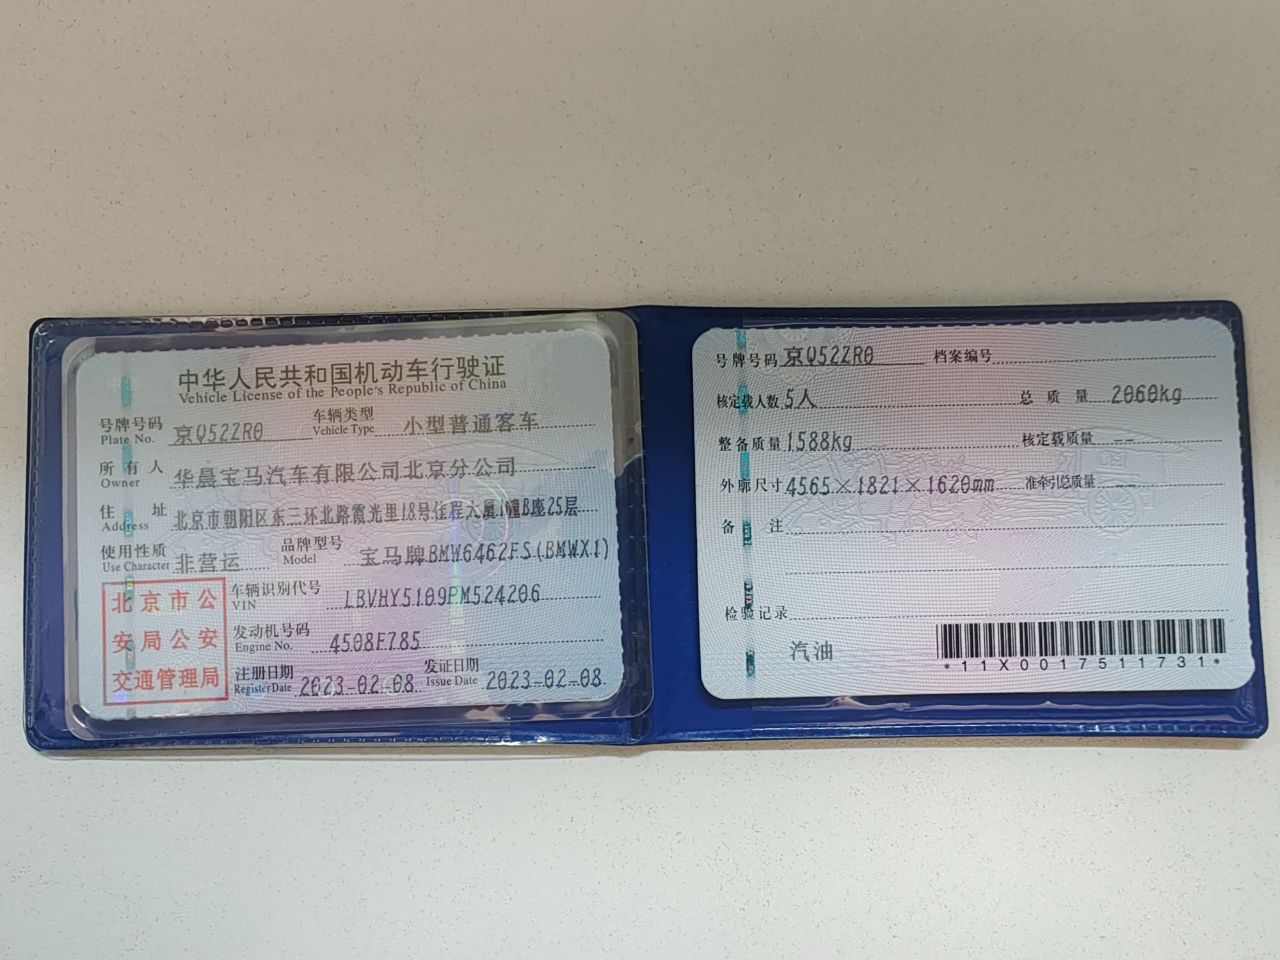 中华人民共和国机动车行驶证
Vehicle License of the People's Republic of China
号牌号码 京Q52ZR0 车辆类型 小型普通客车
Plate No. Vehicle Type
所有人 华晨宝马汽车有限公司北京分公司
Owner
住址 北京市朝阳区东三环北路霞光里18号佳程大厦1幢B座25层
Address
使用性质 非营运 品牌型号 宝马牌BMW6462FS(BMWX1)
Use Character Model
北京市公
安局公安
交通管理局
车辆识别代号 LBVHY5109PM524206
VIN
发动机号码 4508F785
Engine No.
注册日期 2023-02-08 发证日期 2023-02-08
Register Date Issue Date
号牌号码 京Q52ZR0 档案编号
核定载人数 5人 总质量 2060kg
整备质量 1588kg 核定载质量 --
外廓尺寸 4565×1821×1620mm 准牵引总质量 --
备注
检验记录
汽油
*11X0017511731*